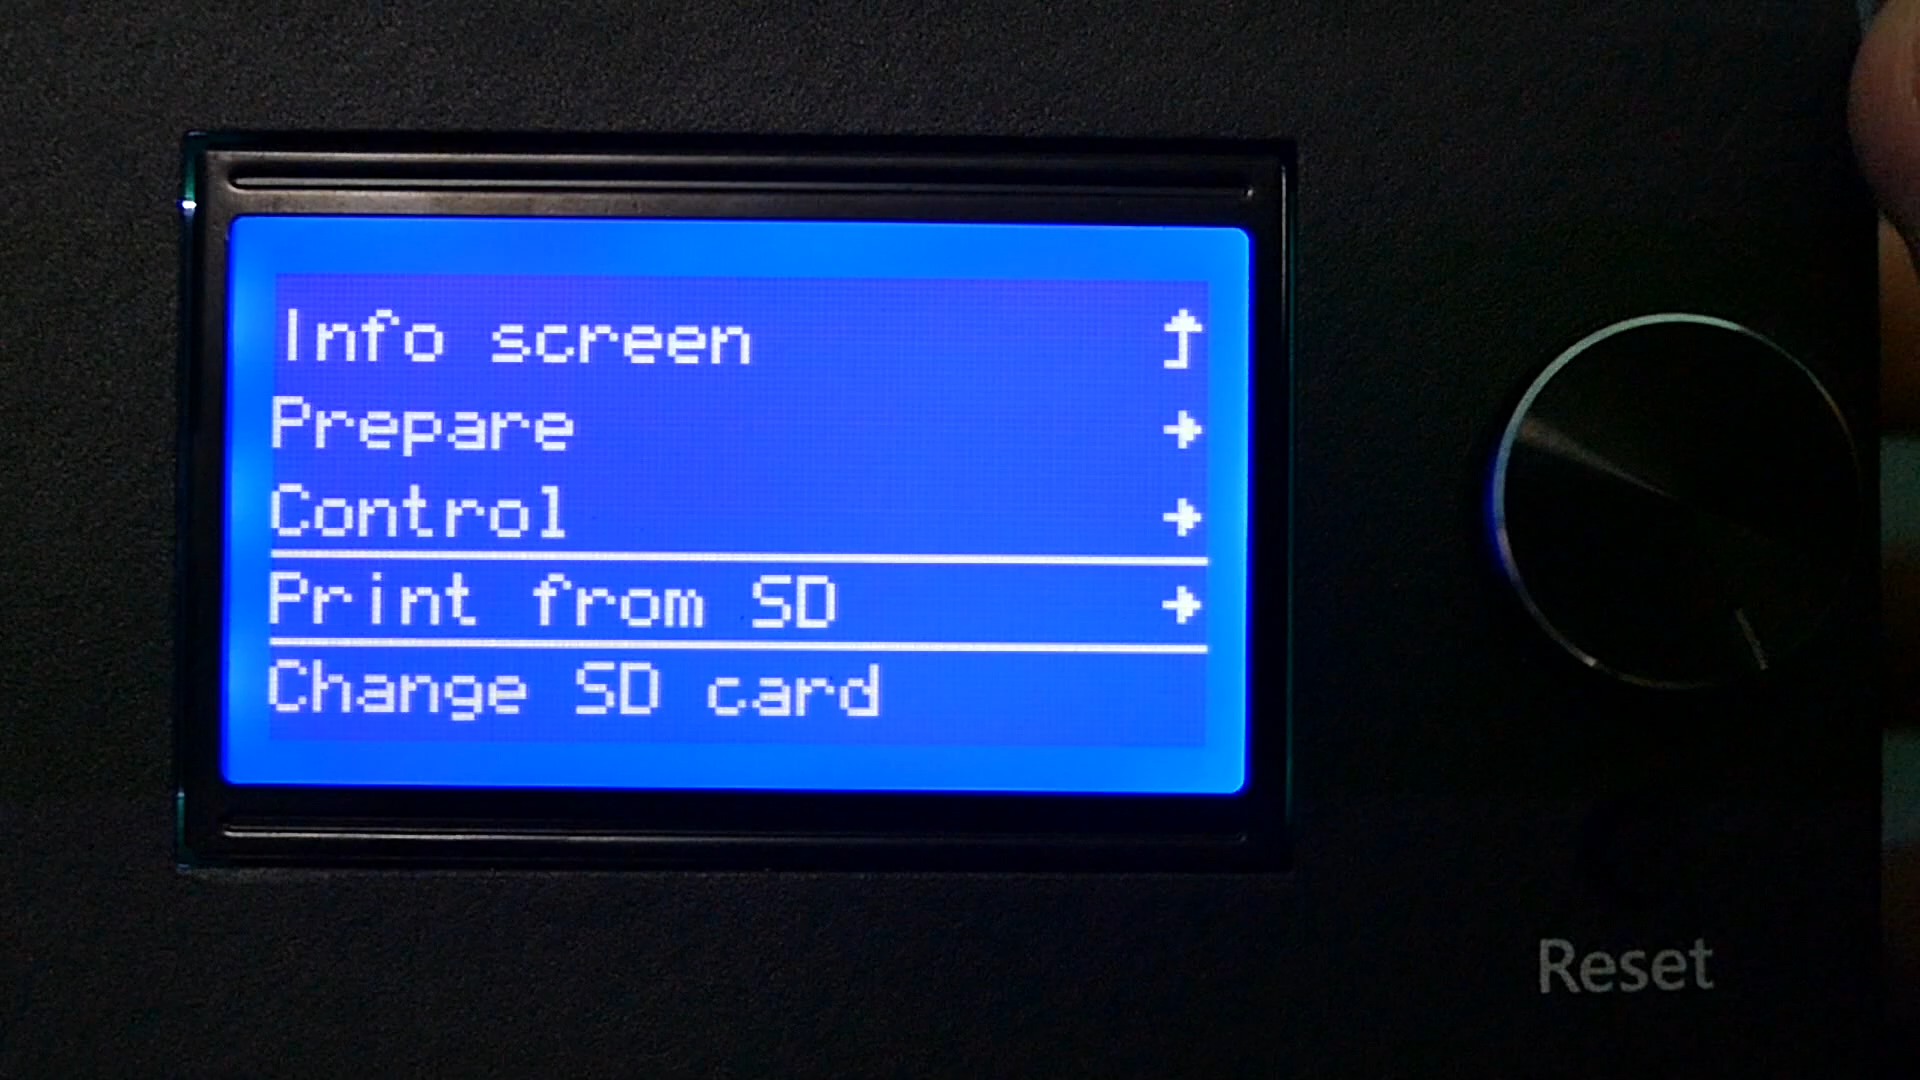 Info screen
Prepare
Control
Print from SD
Change SD card
Reset